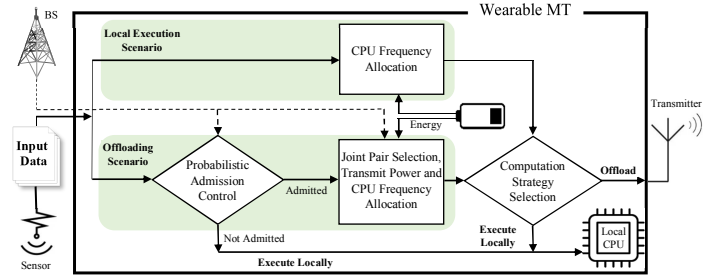 BS
Wearable MT
Local Execution
Scenario
CPU Frequency
Allocation
Energy
Transmitter
Input
Data
Offloading
Scenario
Probabilistic
Admission
Control
Admitted
Joint Pair Selection,
Transmit Power and
CPU Frequency
Allocation
Computation
Strategy
Selection
Offload
Not Admitted
Execute Locally
Execute
Locally
Local
CPU
Sensor